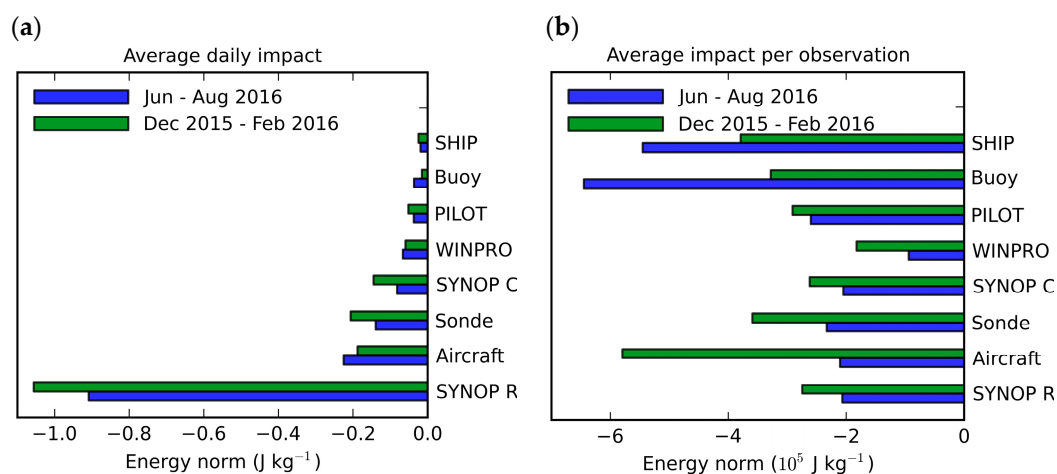 (a)
Average daily impact
Jun - Aug 2016
Dec 2015 - Feb 2016
SHIP
Buoy
PILOT
WINPRO
SYNOP C
Sonde
Aircraft
SYNOP R
−1.0 −0.8 −0.6 −0.4 −0.2 0.0
Energy norm (J kg⁻¹)
(b)
Average impact per observation
Jun - Aug 2016
Dec 2015 - Feb 2016
SHIP
Buoy
PILOT
WINPRO
SYNOP C
Sonde
Aircraft
SYNOP R
−6 −4 −2 0
Energy norm (10⁵ J kg⁻¹)